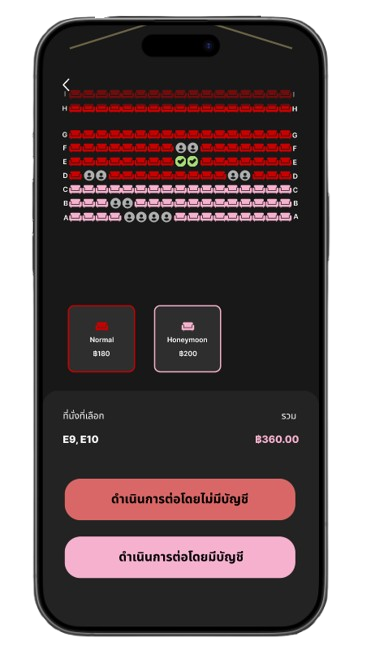 I I
H H
G G
F F
E E
D D
C C
B B
A A
Normal
฿180
Honeymoon
฿200
ที่นั่งที่เลือก รวม
E9, E10 ฿360.00
ดำเนินการต่อโดยไม่มีบัญชี
ดำเนินการต่อโดยมีบัญชี